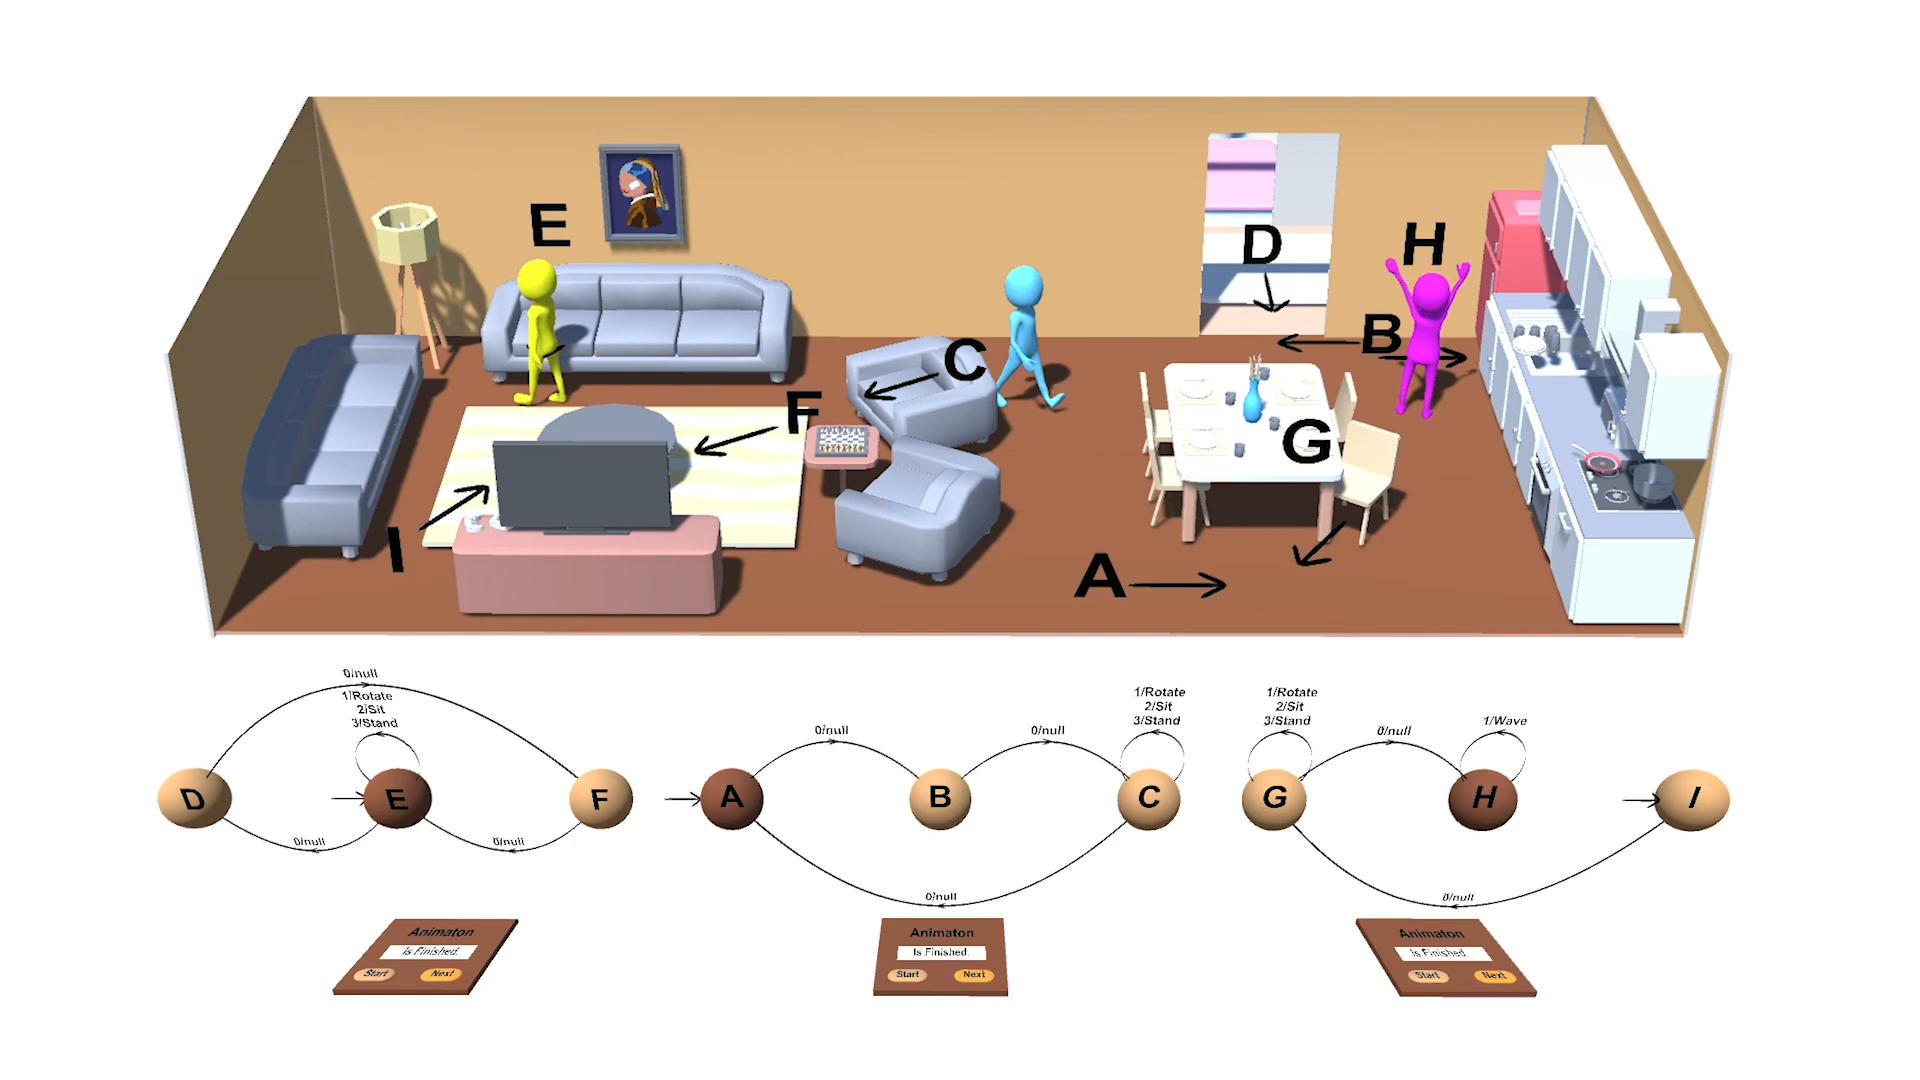 E
D
H
B
C
F
G
I
A
0/null
1/Rotate
2/Sit
3/Stand
D
E
F
0/null
0/null
0/null
0/null
1/Rotate
2/Sit
3/Stand
A
B
C
0/null
1/Rotate
2/Sit
3/Stand
0/null
1/Wave
G
H
I
0/null
Animaton
Is Finished.
Start Next
Animaton
Is Finished.
Start Next
Animaton
Is Finished.
Start Next